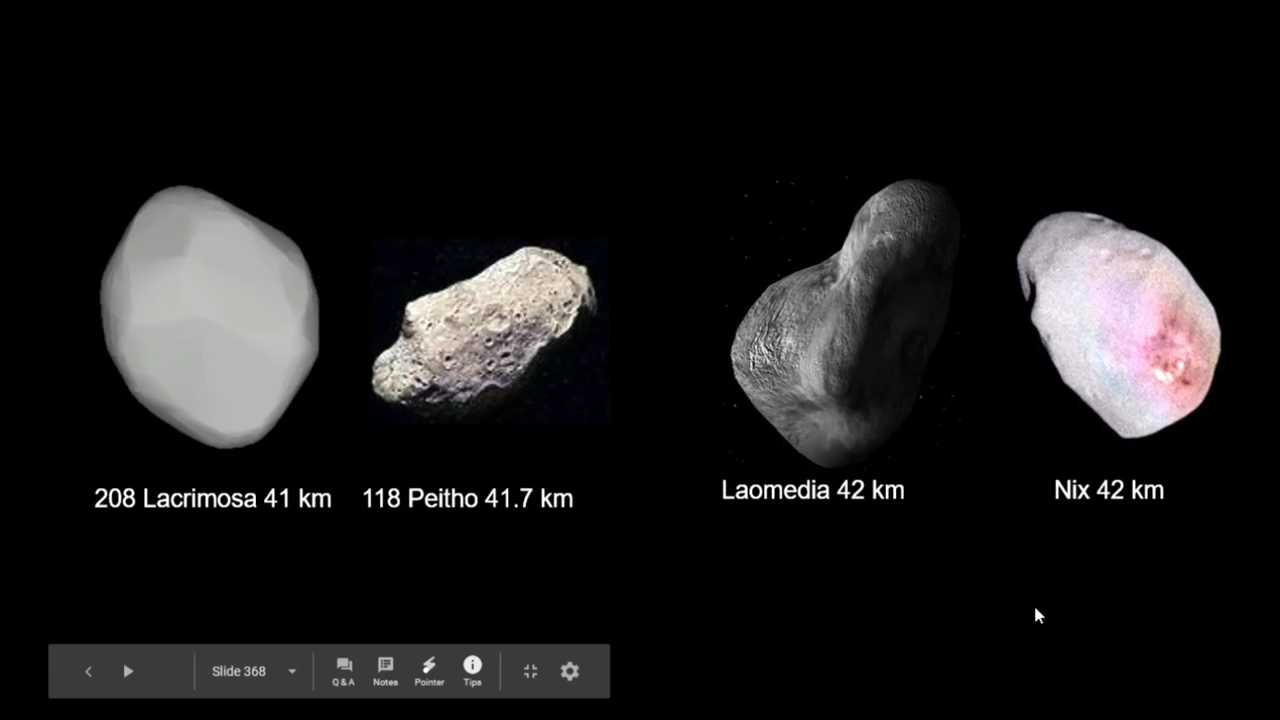 208 Lacrimosa 41 km
118 Peitho 41.7 km
Laomedia 42 km
Nix 42 km
Slide 368
Q & A
Notes
Pointer
Tips